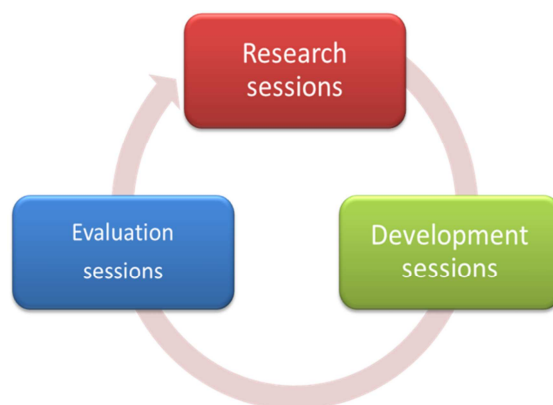 Research
sessions
Development
sessions
Evaluation
sessions